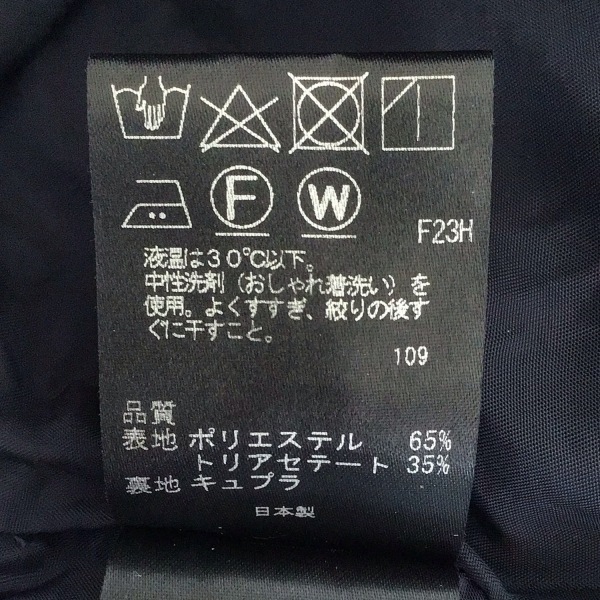 F
W
F23H
液温は30℃以下。
中性洗剤（おしゃれ着洗い）を
使用。よくすすぎ、絞りの後す
ぐに干すこと。
109
品質
表地 ポリエステル 65%
トリアセテート 35%
裏地 キュプラ
日本製